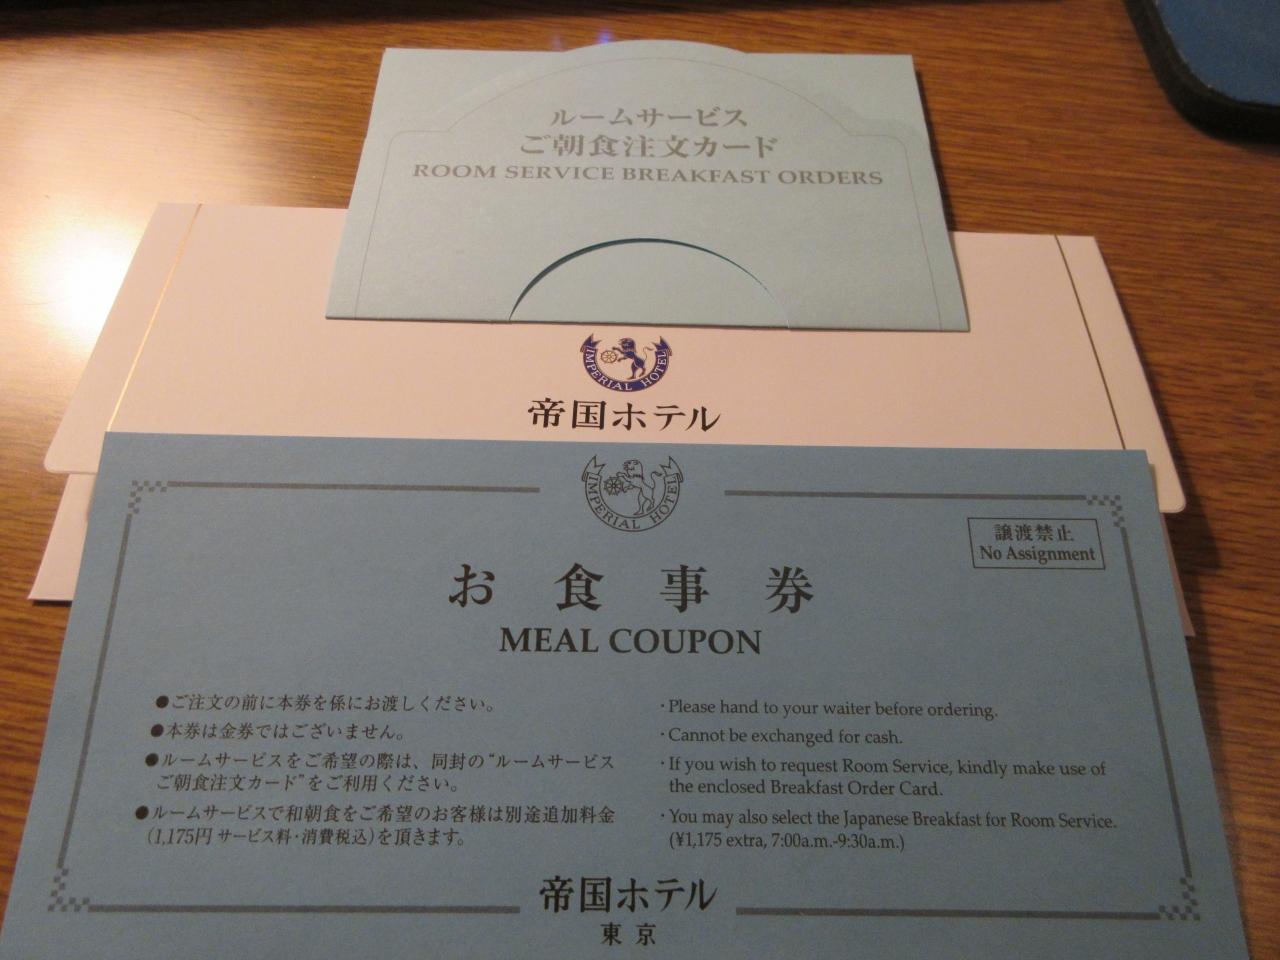 ルームサービス
ご朝食注文カード
ROOM SERVICE BREAKFAST ORDERS
IMPERIAL HOTEL
帝国ホテル
IMPERIAL HOTEL
譲渡禁止
No Assignment
お食事券
MEAL COUPON
●ご注文の前に本券を係にお渡しください。
●本券は金券ではございません。
●ルームサービスをご希望の際は、同封の“ルームサービス
ご朝食注文カード”をご利用ください。
●ルームサービスで和朝食をご希望のお客様は別途追加料金
(1,175円 サービス料・消費税込)を頂きます。
・Please hand to your waiter before ordering.
・Cannot be exchanged for cash.
・If you wish to request Room Service, kindly make use of
the enclosed Breakfast Order Card.
・You may also select the Japanese Breakfast for Room Service.
(¥1,175 extra, 7:00a.m.-9:30a.m.)
帝国ホテル
東京